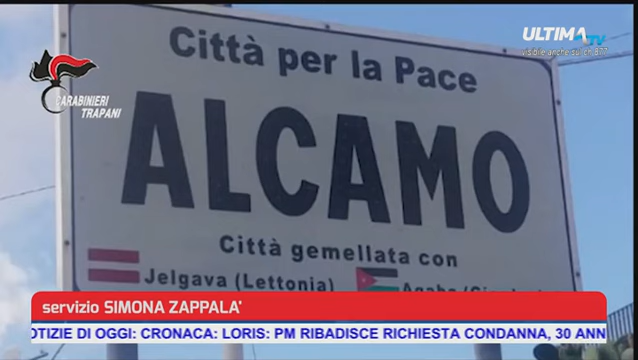 ULTIMA TV
visibile anche sul ch.877
CARABINIERI
TRAPANI
Città per la Pace
ALCAMO
Città gemellata con
Jelgava (Lettonia)
servizio SIMONA ZAPPALA'
NOTIZIE DI OGGI: CRONACA: LORIS: PM RIBADISCE RICHIESTA CONDANNA, 30 ANN